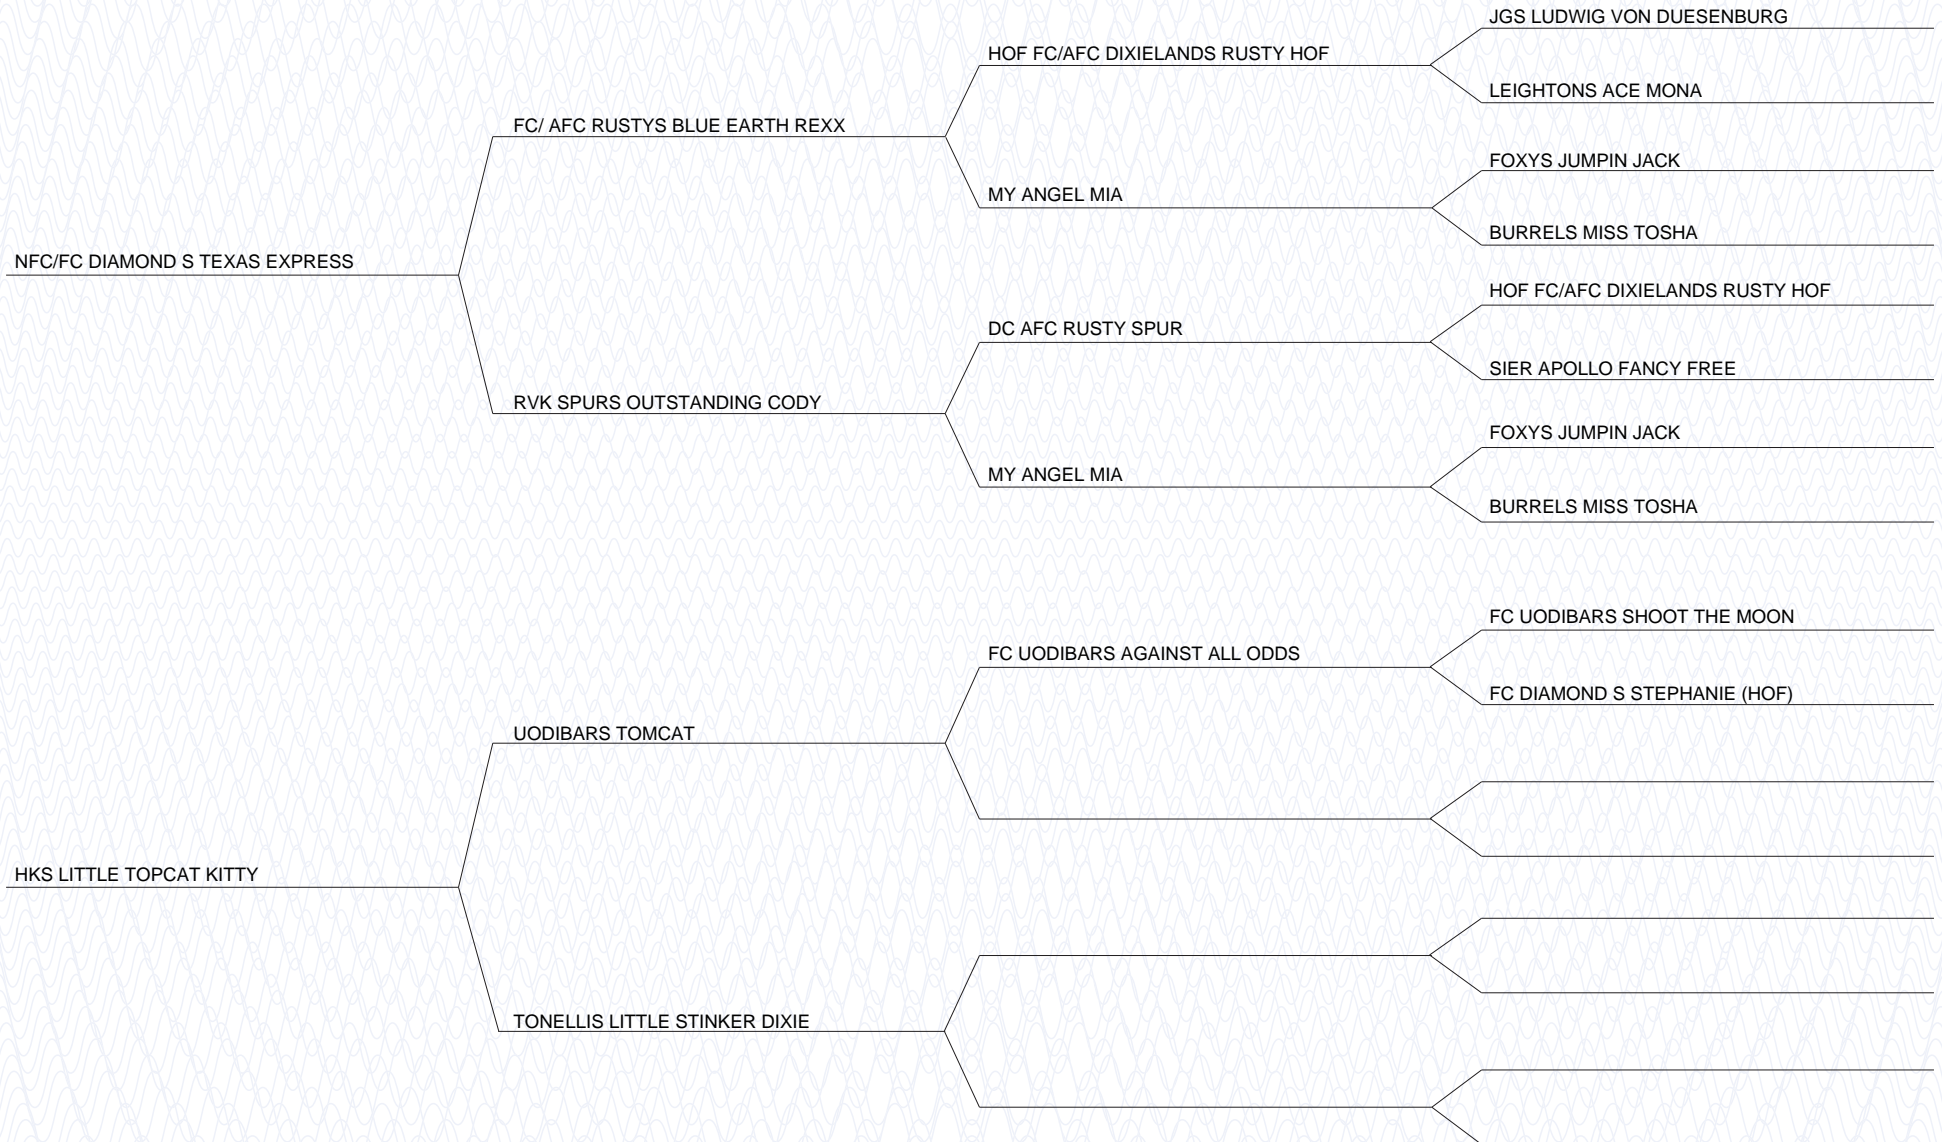 JGS LUDWIG VON DUESENBURG
HOF FC/AFC DIXIELANDS RUSTY HOF
LEIGHTONS ACE MONA
FC/ AFC RUSTYS BLUE EARTH REXX
FOXYS JUMPIN JACK
MY ANGEL MIA
BURRELS MISS TOSHA
NFC/FC DIAMOND S TEXAS EXPRESS
HOF FC/AFC DIXIELANDS RUSTY HOF
DC AFC RUSTY SPUR
SIER APOLLO FANCY FREE
RVK SPURS OUTSTANDING CODY
FOXYS JUMPIN JACK
MY ANGEL MIA
BURRELS MISS TOSHA
FC UODIBARS SHOOT THE MOON
FC UODIBARS AGAINST ALL ODDS
FC DIAMOND S STEPHANIE (HOF)
UODIBARS TOMCAT
HKS LITTLE TOPCAT KITTY
TONELLIS LITTLE STINKER DIXIE